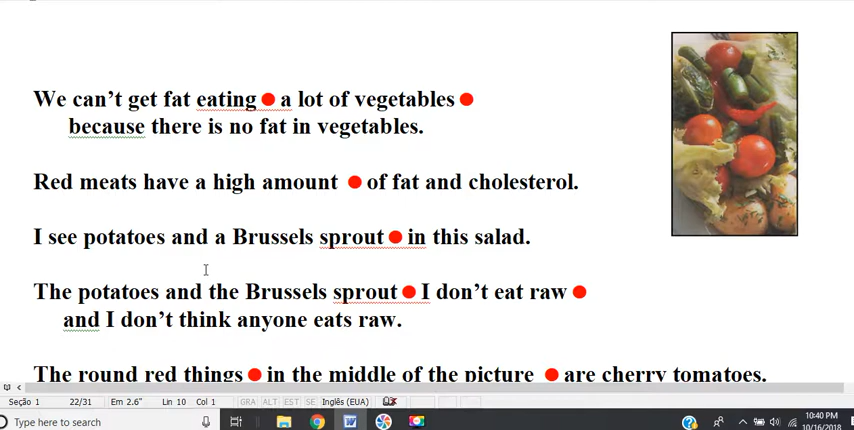 We can't get fat eating ● a lot of vegetables ●
because there is no fat in vegetables.
Red meats have a high amount ● of fat and cholesterol.
I see potatoes and a Brussels sprout ● in this salad.
The potatoes and the Brussels sprout ● I don't eat raw ●
and I don't think anyone eats raw.
The round red things ● in the middle of the picture ● are cherry tomatoes.
Seção 1 22/31 Em 2.6" Lin 10 Col 1 GRA ALT EST SE Inglês (EUA)
Type here to search
10:40 PM
10/16/2018